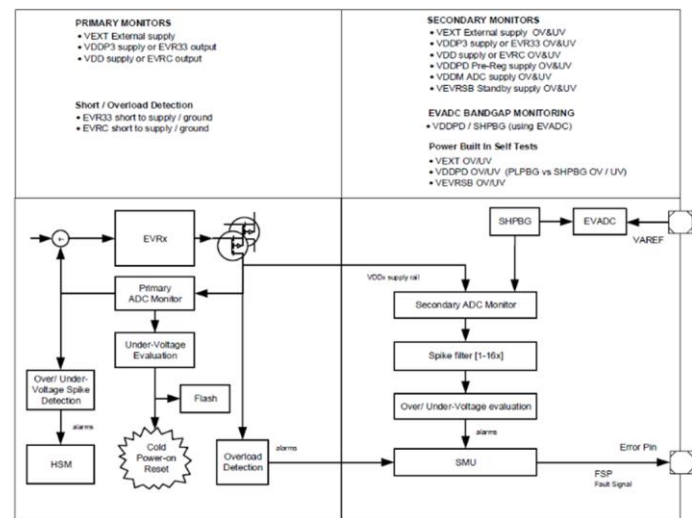 PRIMARY MONITORS
• VEXT External supply
• VDDP3 supply or EVR33 output
• VDD supply or EVRC output
Short / Overload Detection
• EVR33 short to supply / ground
• EVRC short to supply / ground
SECONDARY MONITORS
• VEXT External supply OV&UV
• VDDP3 supply or EVR33 OV&UV
• VDD supply or EVRC OV&UV
• VDDPD Pre-Reg supply OV&UV
• VDDM ADC supply OV&UV
• VEVRSB Standby supply OV&UV
EVADC BANDGAP MONITORING
• VDDPD / SHPBG (using EVADC)
Power Built In Self Tests
• VEXT OV/UV
• VDDPD OV/UV (PLPBG vs SHPBG OV / UV)
• VEVRSB OV/UV
EVRx
Primary
ADC Monitor
Under-Voltage
Evaluation
Over/ Under-
Voltage Spike
Detection
Flash
alarms
HSM
Cold
Power-on
Reset
Overload
Detection
alarms
SHPBG
EVADC
VAREF
VDDx supply rail
Secondary ADC Monitor
Spike filter [1-16x]
Over/ Under-Voltage evaluation
alarms
SMU
Error Pin
FSP
Fault Signal